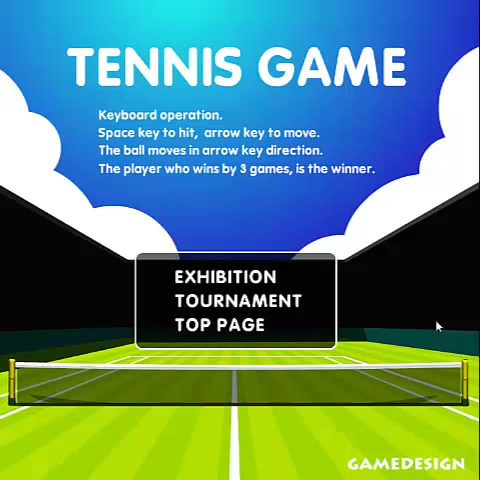 TENNIS GAME
Keyboard operation.
Space key to hit, arrow key to move.
The ball moves in arrow key direction.
The player who wins by 3 games, is the winner.
EXHIBITION
TOURNAMENT
TOP PAGE
GAMEDESIGN